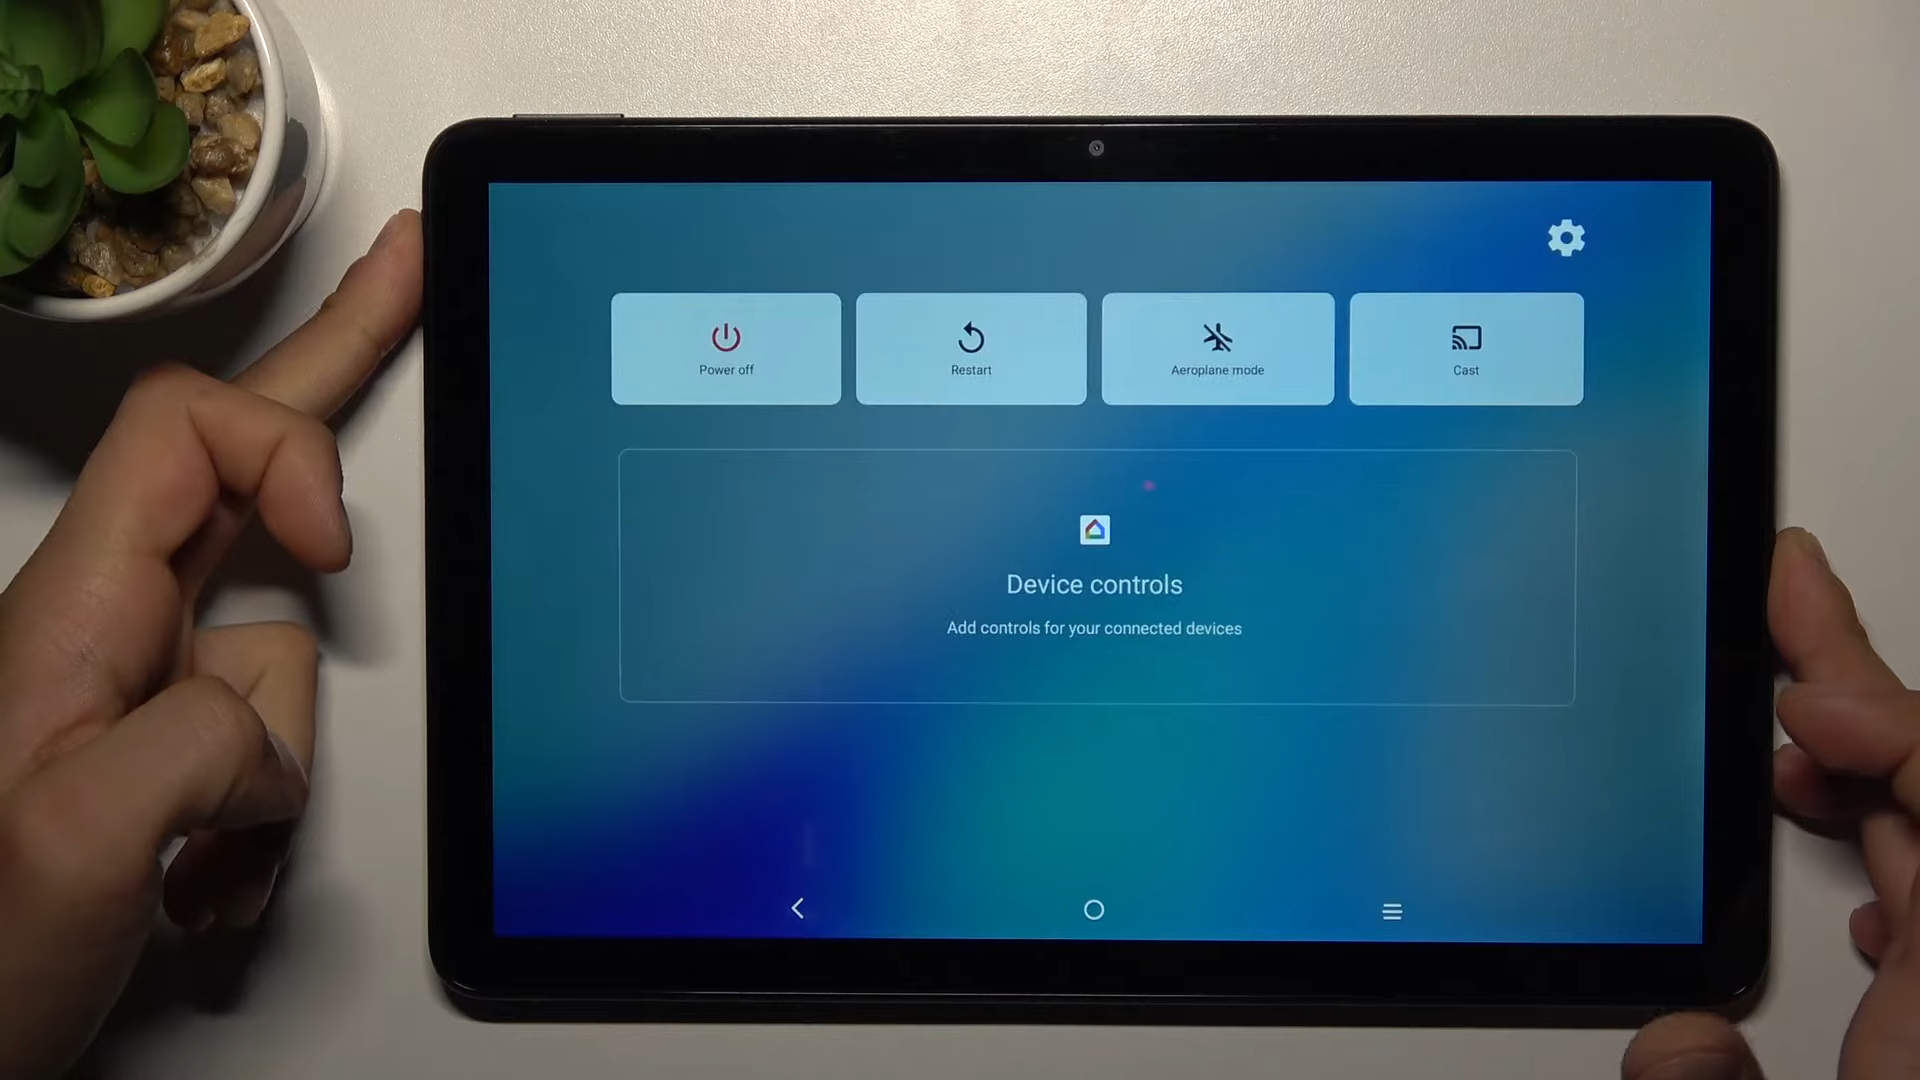 Power off
Restart
Aeroplane mode
Cast
Device controls
Add controls for your connected devices